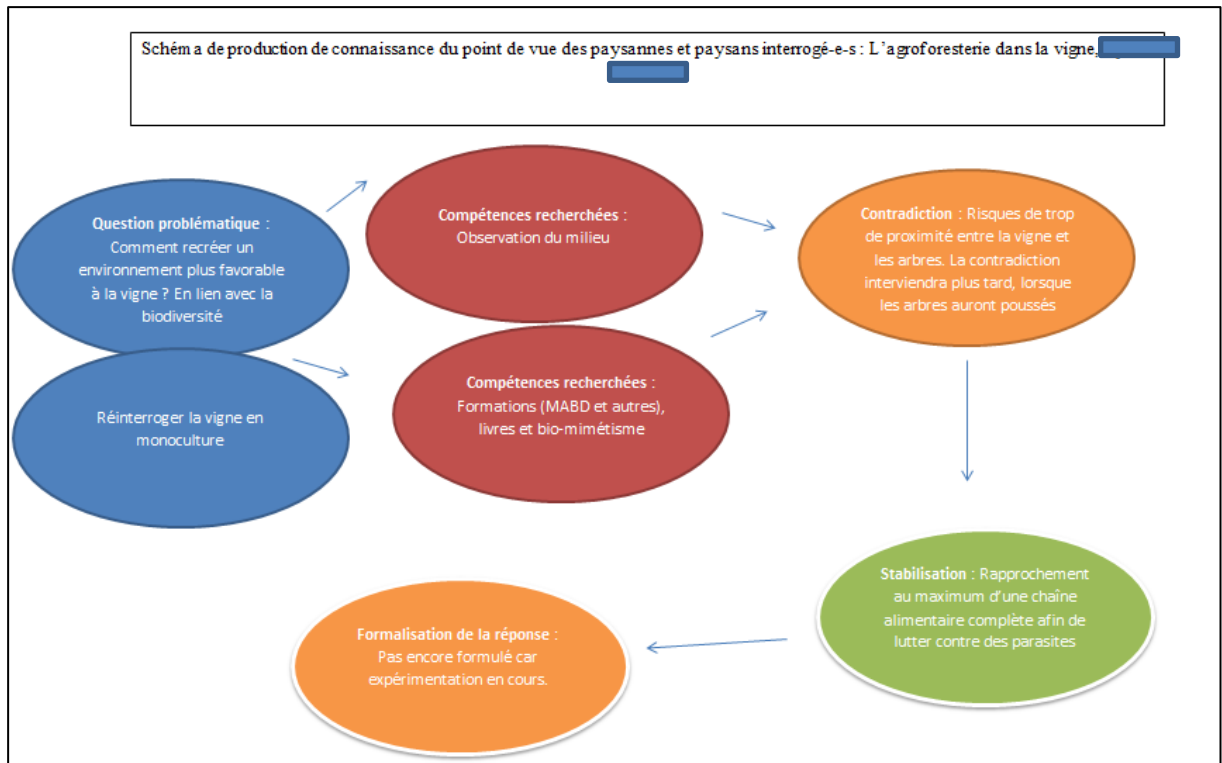 Schéma de production de connaissance du point de vue des paysannes et paysans interrogé-e-s : L'agroforesterie dans la vigne,
Question problématique :
Comment recréer un
environnement plus favorable
à la vigne ? En lien avec la
biodiversité
Réinterroger la vigne en
monoculture
Compétences recherchées :
Observation du milieu
Compétences recherchées :
Formations (MABD et autres),
livres et bio-mimétisme
Contradiction : Risques de trop
de proximité entre la vigne et
les arbres. La contradiction
interviendra plus tard, lorsque
les arbres auront poussés
Stabilisation : Rapprochement
au maximum d'une chaîne
alimentaire complète afin de
lutter contre des parasites
Formalisation de la réponse :
Pas encore formulé car
expérimentation en cours.